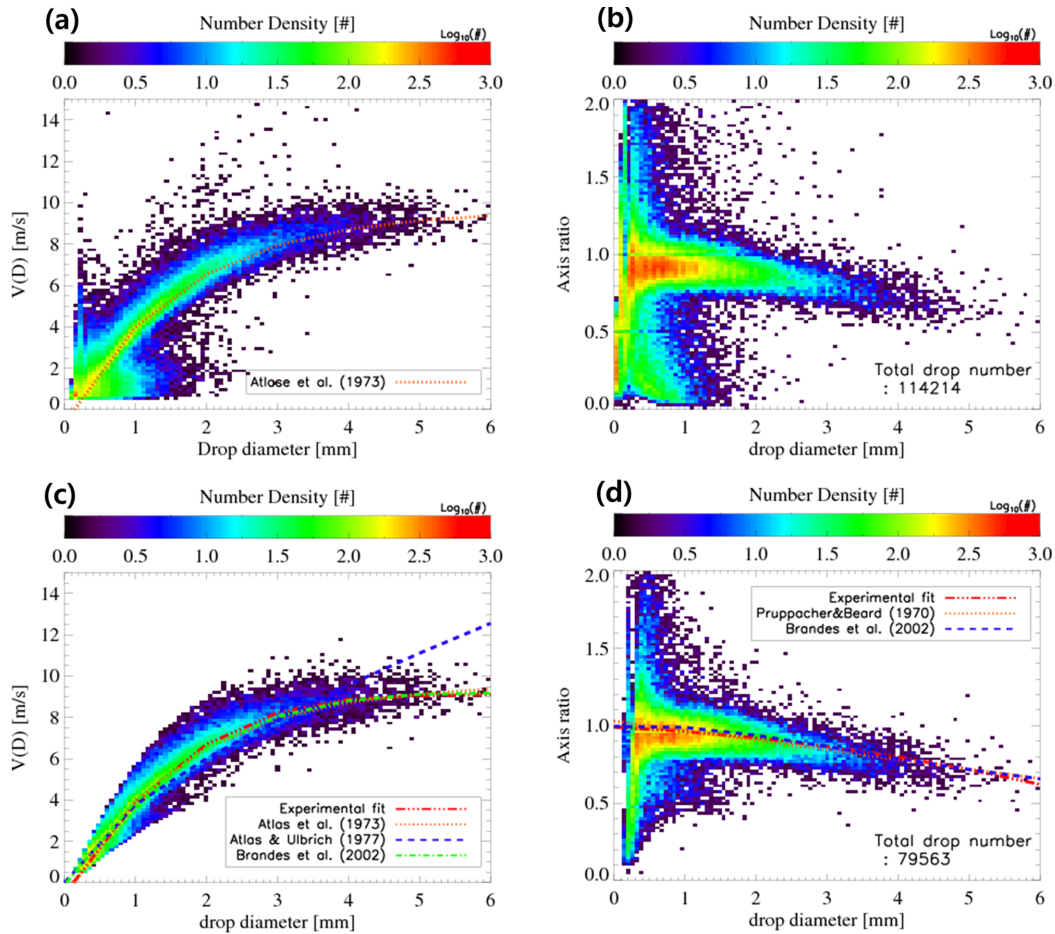 (a)
Number Density [#]
Log10(#)
0.0 0.5 1.0 1.5 2.0 2.5 3.0
14
12
10
8
6
4
2
0
V(D) [m/s]
Atlose et al. (1973)
0 1 2 3 4 5 6
Drop diameter [mm]
(b)
Number Density [#]
Log10(#)
0.0 0.5 1.0 1.5 2.0 2.5 3.0
2.0
1.5
1.0
0.5
0.0
Axis ratio
Total drop number
: 114214
0 1 2 3 4 5 6
drop diameter [mm]
(c)
Number Density [#]
Log10(#)
0.0 0.5 1.0 1.5 2.0 2.5 3.0
14
12
10
8
6
4
2
0
V(D) [m/s]
Experimental fit
Atlas et al. (1973)
Atlas & Ulbrich (1977)
Brandes et al. (2002)
0 1 2 3 4 5 6
drop diameter [mm]
(d)
Number Density [#]
Log10(#)
0.0 0.5 1.0 1.5 2.0 2.5 3.0
2.0
1.5
1.0
0.5
0.0
Axis ratio
Experimental fit
Pruppacher&Beard (1970)
Brandes et al. (2002)
Total drop number
: 79563
0 1 2 3 4 5 6
drop diameter [mm]